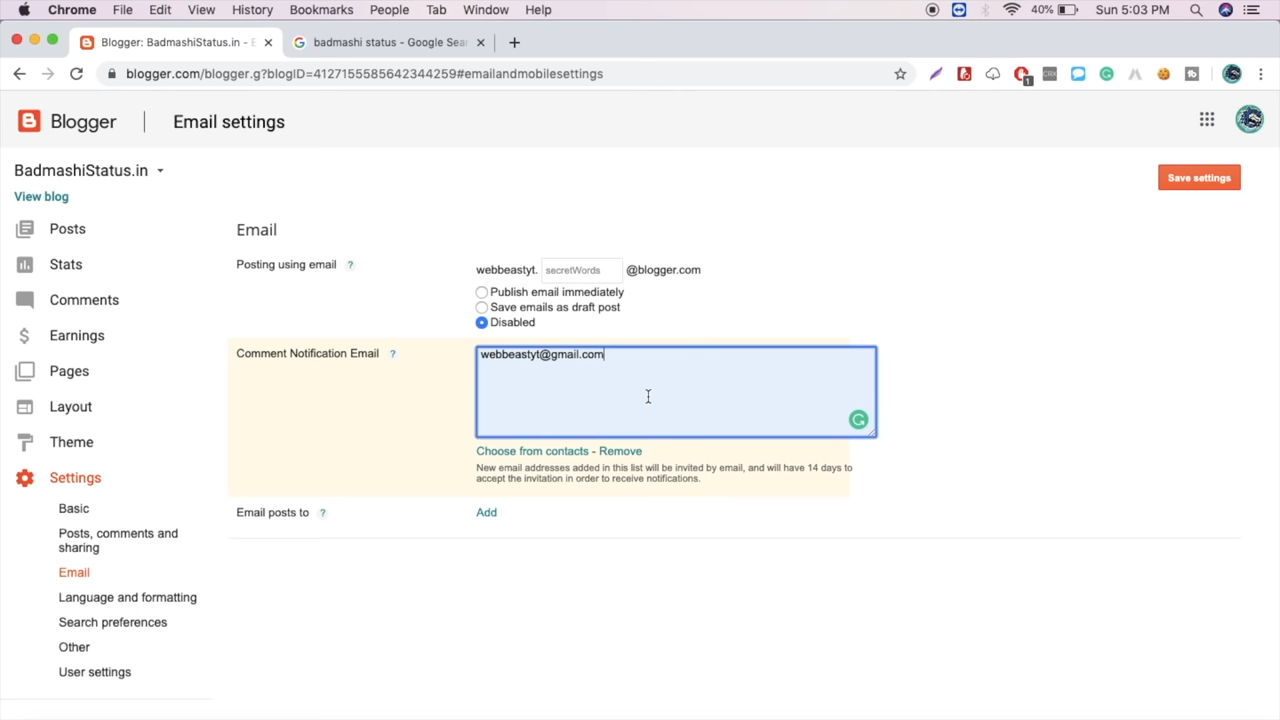 Chrome File Edit View History Bookmarks People Tab Window Help 40% Sun 5:03 PM
Blogger: BadmashiStatus.in - E badmashi status - Google Sear
blogger.com/blogger.g?blogID=4127155585642344259#emailandmobilesettings
1 CRX
Blogger Email settings
BadmashiStatus.in
View blog
Save settings
Posts
Stats
Comments
Earnings
Pages
Layout
Theme
Settings
Basic
Posts, comments and
sharing
Email
Language and formatting
Search preferences
Other
User settings
Email
Posting using email ? webbeastyt. secretWords @blogger.com
Publish email immediately
Save emails as draft post
Disabled
Comment Notification Email ? webbeastyt@gmail.com
Choose from contacts - Remove
New email addresses added in this list will be invited by email, and will have 14 days to
accept the invitation in order to receive notifications.
Email posts to ? Add